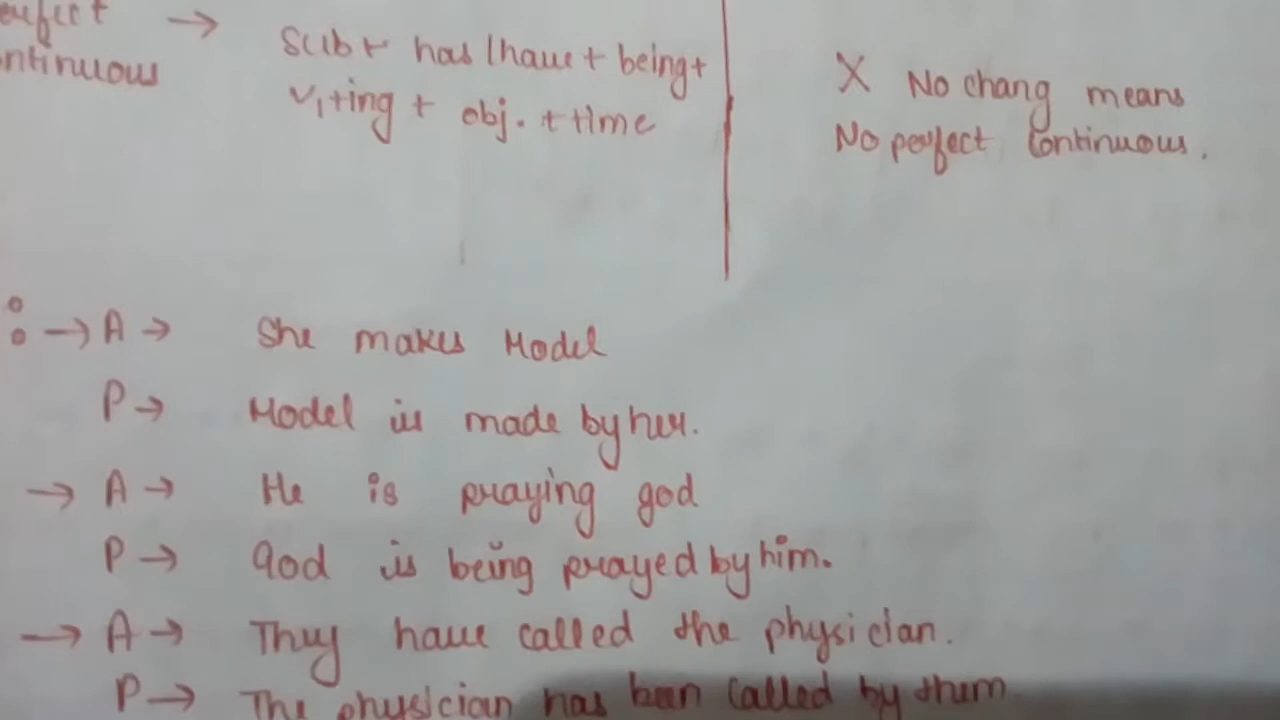 erfect →
ontinuous
Sub + has/have + being +
V1+ing + obj. + time
X No chang means
No perfect continuous.
: → A → She makes Model
P → Model is made by her.
→ A → He is praying god
P → God is being prayed by him.
→ A → They have called the physician.
P → The physician has been called by them